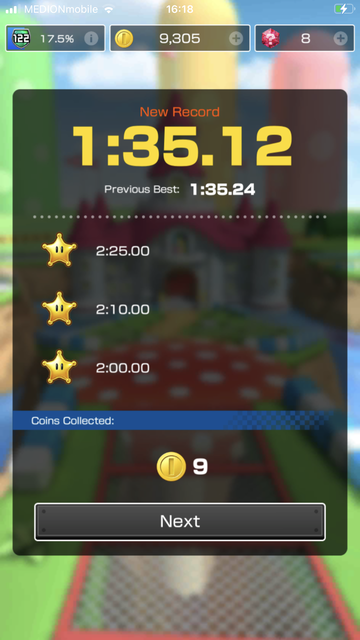 MEDIONmobile 16:18
122 17.5% i 9,305 + 8 +
New Record
1:35.12
Previous Best: 1:35.24
2:25.00
2:10.00
2:00.00
Coins Collected:
9
Next